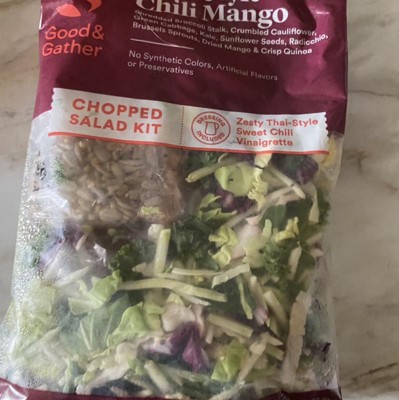 Chili Mango
Shredded Broccoli Stalk, Crumbled Cauliflower,
Green Cabbage, Kale, Sunflower Seeds, Radicchio,
Brussels Sprouts, Dried Mango & Crisp Quinoa
Good&
Gather
No Synthetic Colors, Artificial Flavors
or Preservatives
CHOPPED
SALAD KIT
DRESSING
INCLUDED
Zesty Thai-Style
Sweet Chili
Vinaigrette